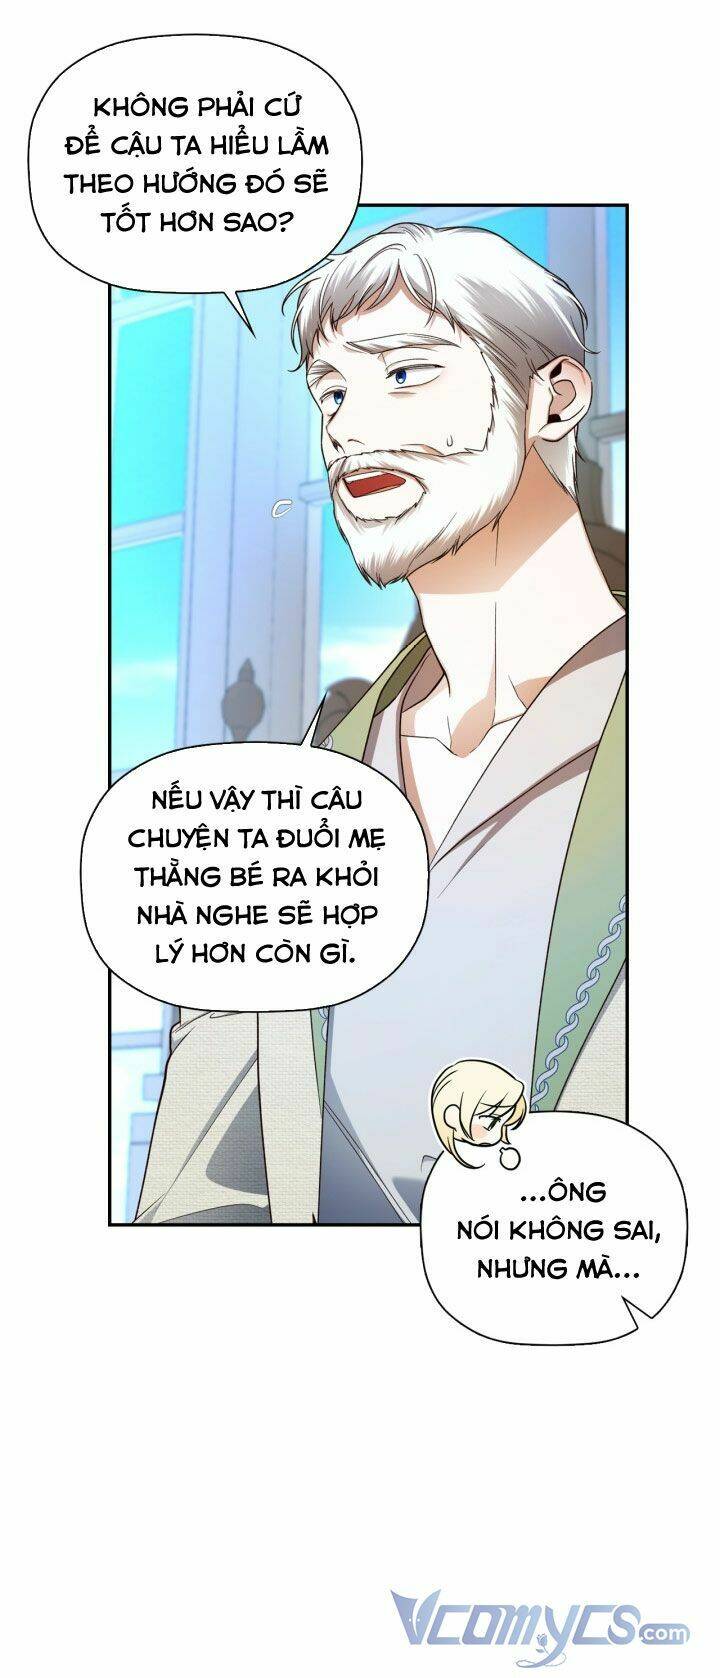 KHÔNG PHẢI CỨ
ĐỂ CẬU TA HIỂU LẦM
THEO HƯỚNG ĐÓ SẼ
TỐT HƠN SAO?
NẾU VẬY THÌ CÂU
CHUYỆN TA ĐUỔI MẸ
THẰNG BÉ RA KHỎI
NHÀ NGHE SẼ HỢP
LÝ HƠN CÒN GÌ.
...ÔNG
NÓI KHÔNG SAI,
NHƯNG MÀ...
VCOMYCS.com